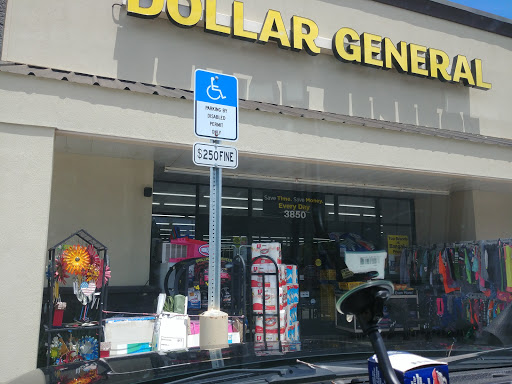 DOLLAR GENERAL
PARKING BY
DISABLED
PERMIT
ONLY
$250 FINE
Save Time. Save Money.
Every Day
3850